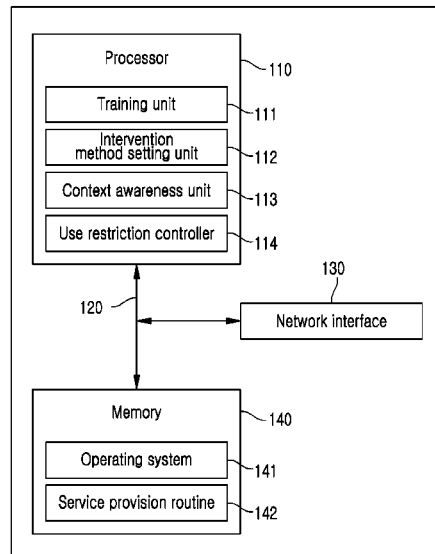 Processor
110
Training unit
111
Intervention
method setting unit
112
Context awareness unit
113
Use restriction controller
114
120
130
Network interface
Memory
140
Operating system
141
Service provision routine
142